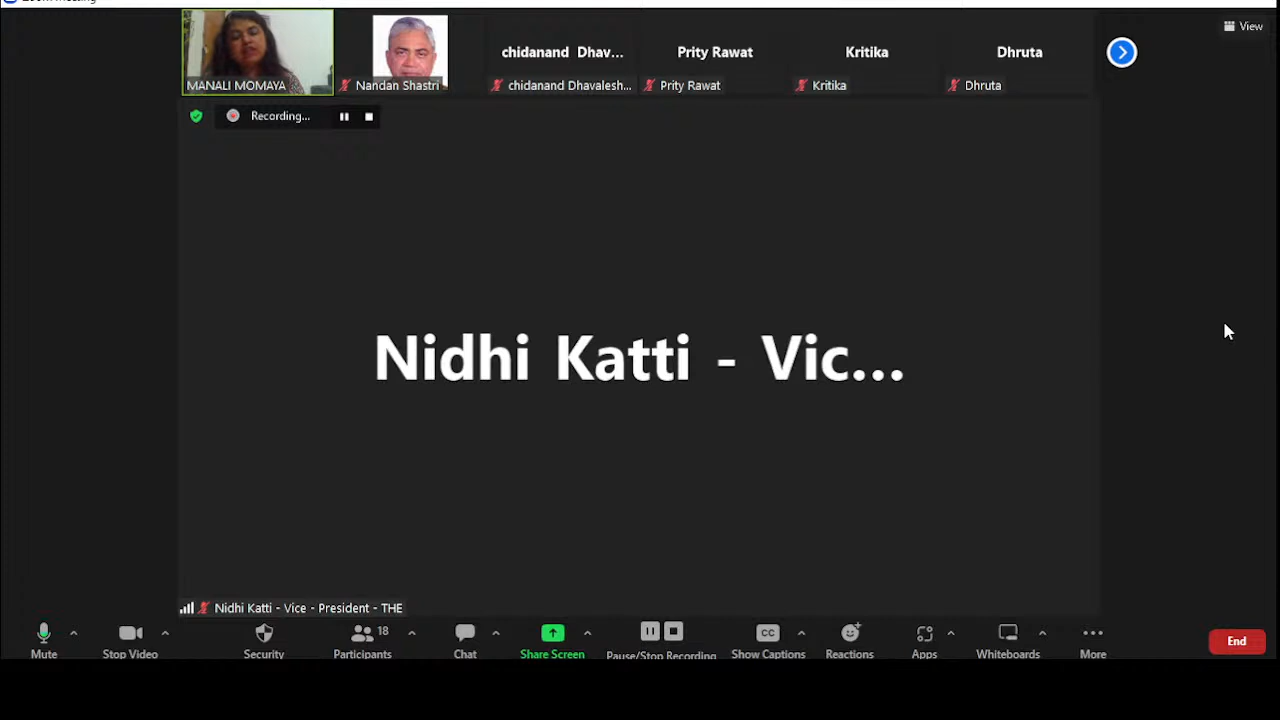 Zoom Meeting
View
chidanand Dhav... Prity Rawat Kritika Dhruta
MANALI MOMAYA Nandan Shastri chidanand Dhavalesh... Prity Rawat Kritika Dhruta
Recording...
Nidhi Katti - Vic...
Nidhi Katti - Vice - President - THE
18
CC
Mute Stop Video Security Participants Chat Share Screen Pause/Stop Recording Show Captions Reactions Apps Whiteboards More End